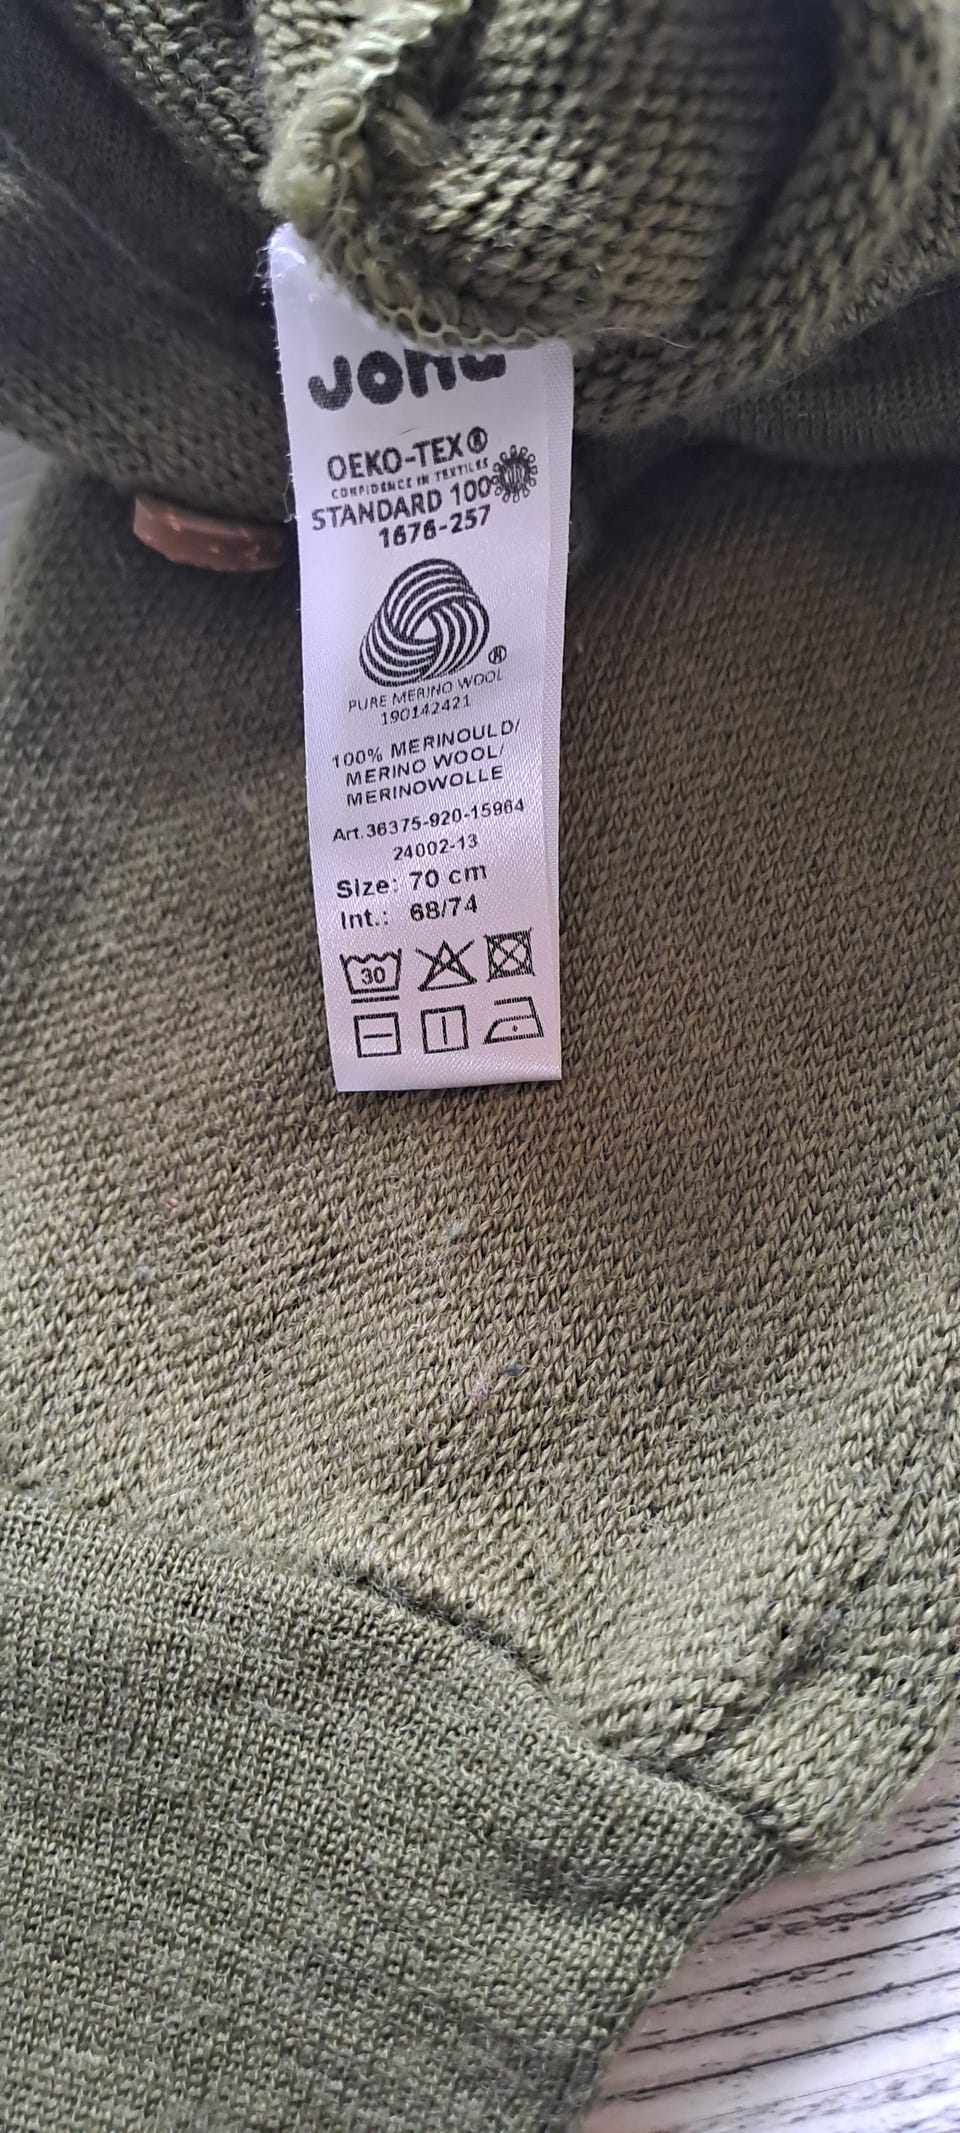 JOHA
OEKO-TEX®
CONFIDENCE IN TEXTILES
STANDARD 100
1676-257
®
PURE MERINO WOOL
190142421
100% MERINOULD/
MERINO WOOL/
MERINOWOLLE
Art.36375-920-15964
24002-13
Size: 70 cm
Int.: 68/74
30